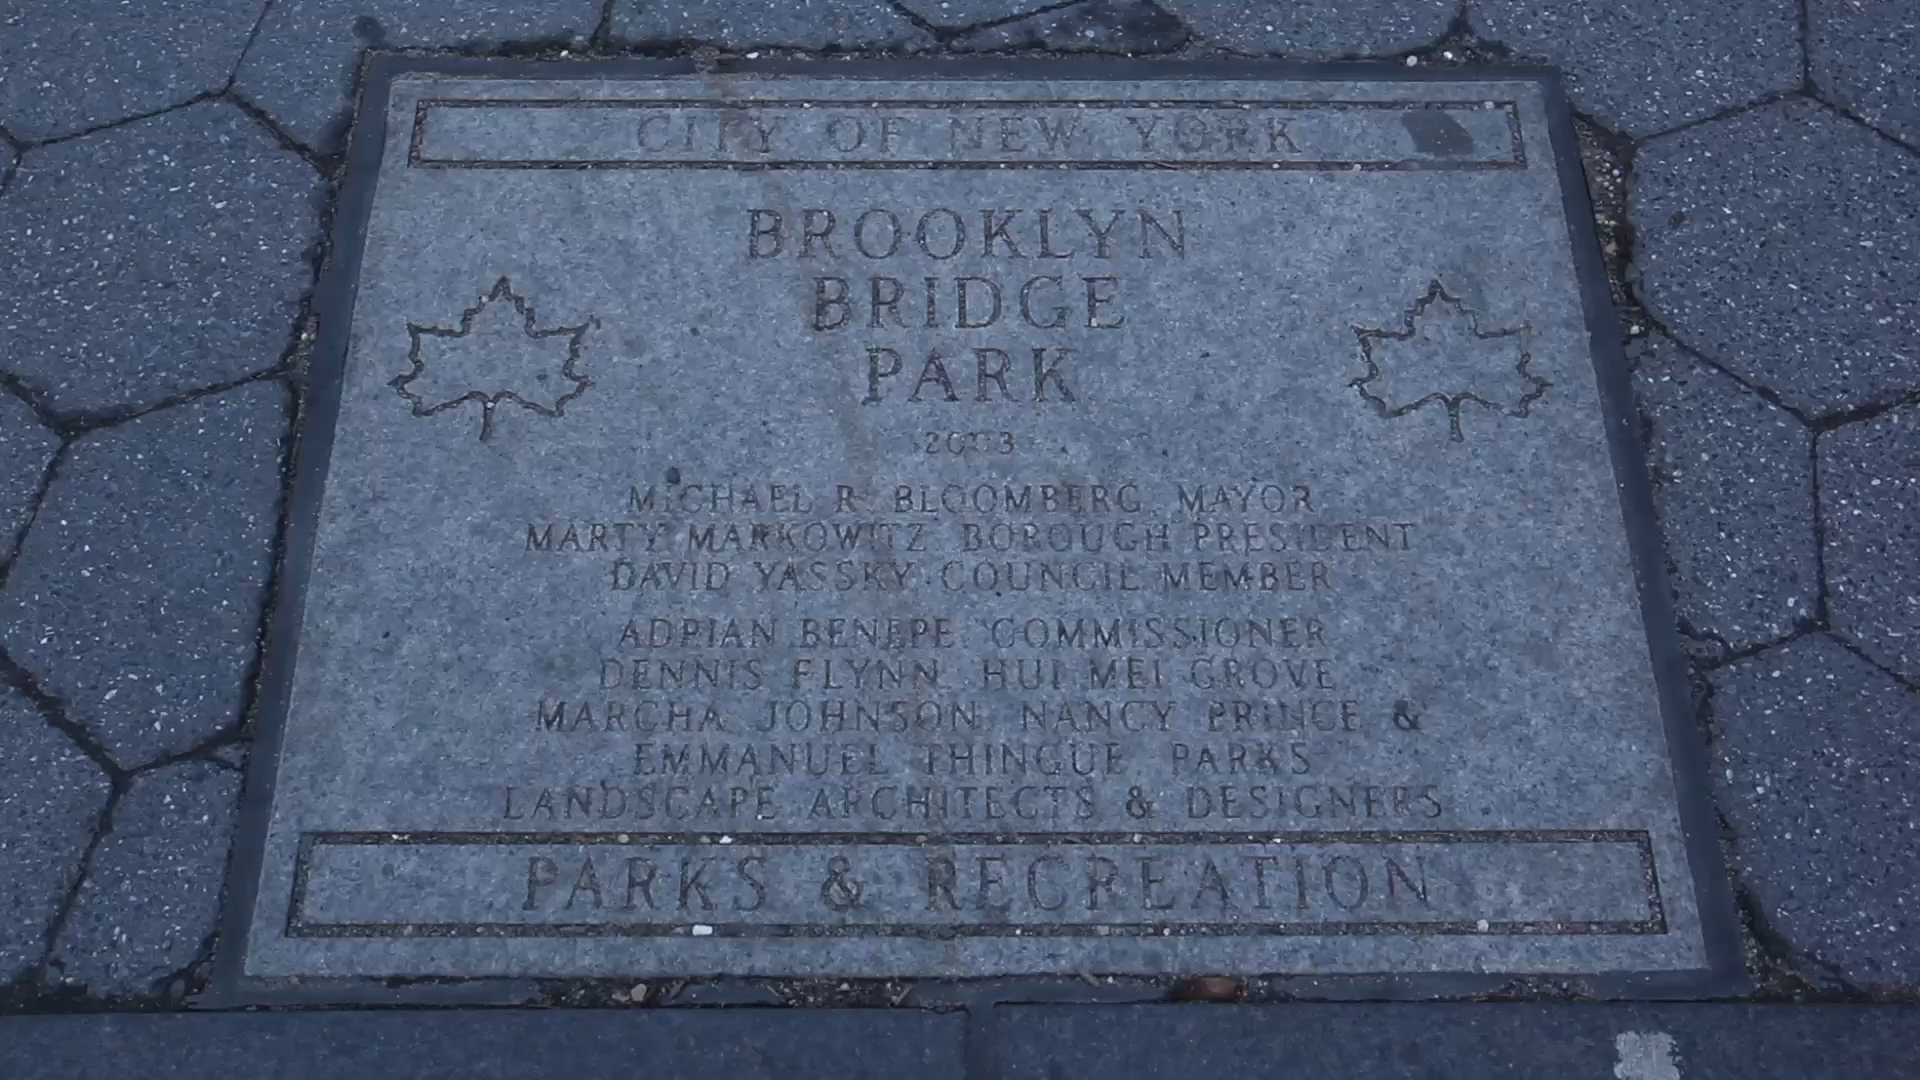 CITY OF NEW YORK
BROOKLYN
BRIDGE
PARK
2003
MICHAEL R. BLOOMBERG, MAYOR
MARTY MARKOWITZ, BOROUGH PRESIDENT
DAVID YASSKY, COUNCIL MEMBER
ADRIAN BENEPE, COMMISSIONER
DENNIS FLYNN, HUI MEI GROVE
MARCHA JOHNSON, NANCY PRINCE &
EMMANUEL THINGUE, PARKS
LANDSCAPE ARCHITECTS & DESIGNERS
PARKS & RECREATION